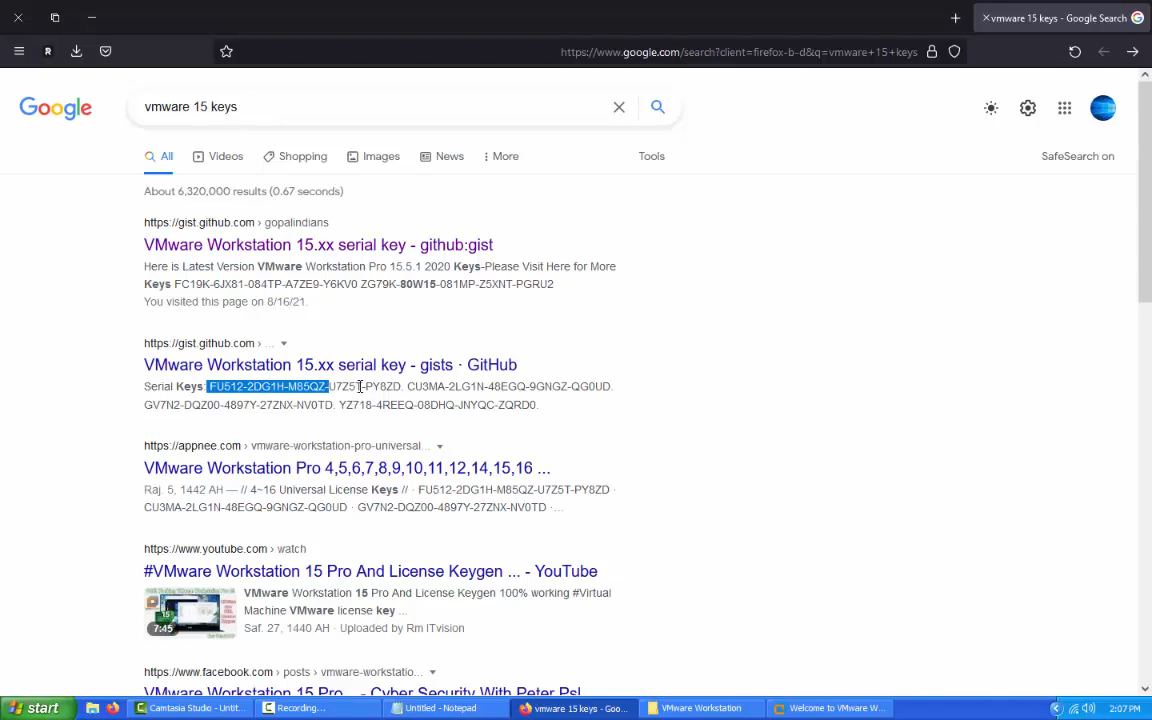 vmware 15 keys - Google Search
https://www.google.com/search?client=firefox-b-d&q=vmware+15+keys
Google
vmware 15 keys
All
Videos
Shopping
Images
News
More
Tools
SafeSearch on
About 6,320,000 results (0.67 seconds)
https://gist.github.com › gopalindians
VMware Workstation 15.xx serial key - github:gist
Here is Latest Version VMware Workstation Pro 15.5.1 2020 Keys-Please Visit Here for More
Keys FC19K-6JX81-084TP-A7ZE9-Y6KV0 ZG79K-80W15-081MP-Z5XNT-PGRU2
You visited this page on 8/16/21.
https://gist.github.com › ...
VMware Workstation 15.xx serial key - gists · GitHub
Serial Keys: FU512-2DG1H-M85QZ-U7Z5T-PY8ZD. CU3MA-2LG1N-48EGQ-9GNGZ-QG0UD.
GV7N2-DQZ00-4897Y-27ZNX-NV0TD. YZ718-4REEQ-08DHQ-JNYQC-ZQRD0.
https://appnee.com › vmware-workstation-pro-universal...
VMware Workstation Pro 4,5,6,7,8,9,10,11,12,14,15,16 ...
Raj. 5, 1442 AH — // 4~16 Universal License Keys // · FU512-2DG1H-M85QZ-U7Z5T-PY8ZD ·
CU3MA-2LG1N-48EGQ-9GNGZ-QG0UD · GV7N2-DQZ00-4897Y-27ZNX-NV0TD ·...
https://www.youtube.com › watch
#VMware Workstation 15 Pro And License Keygen ... - YouTube
VMware Workstation 15 Pro And License Keygen 100% working #Virtual
Machine VMware license key ...
7:45
Saf. 27, 1440 AH · Uploaded by Rm ITvision
https://www.facebook.com › posts › vmware-workstatio...
VMware Workstation 15 Pro... - Cyber Security With Peter Psl
start
Camtasia Studio - Untit...
Recording...
Untitled - Notepad
vmware 15 keys - Goo...
VMware Workstation
Welcome to VMware W...
2:07 PM